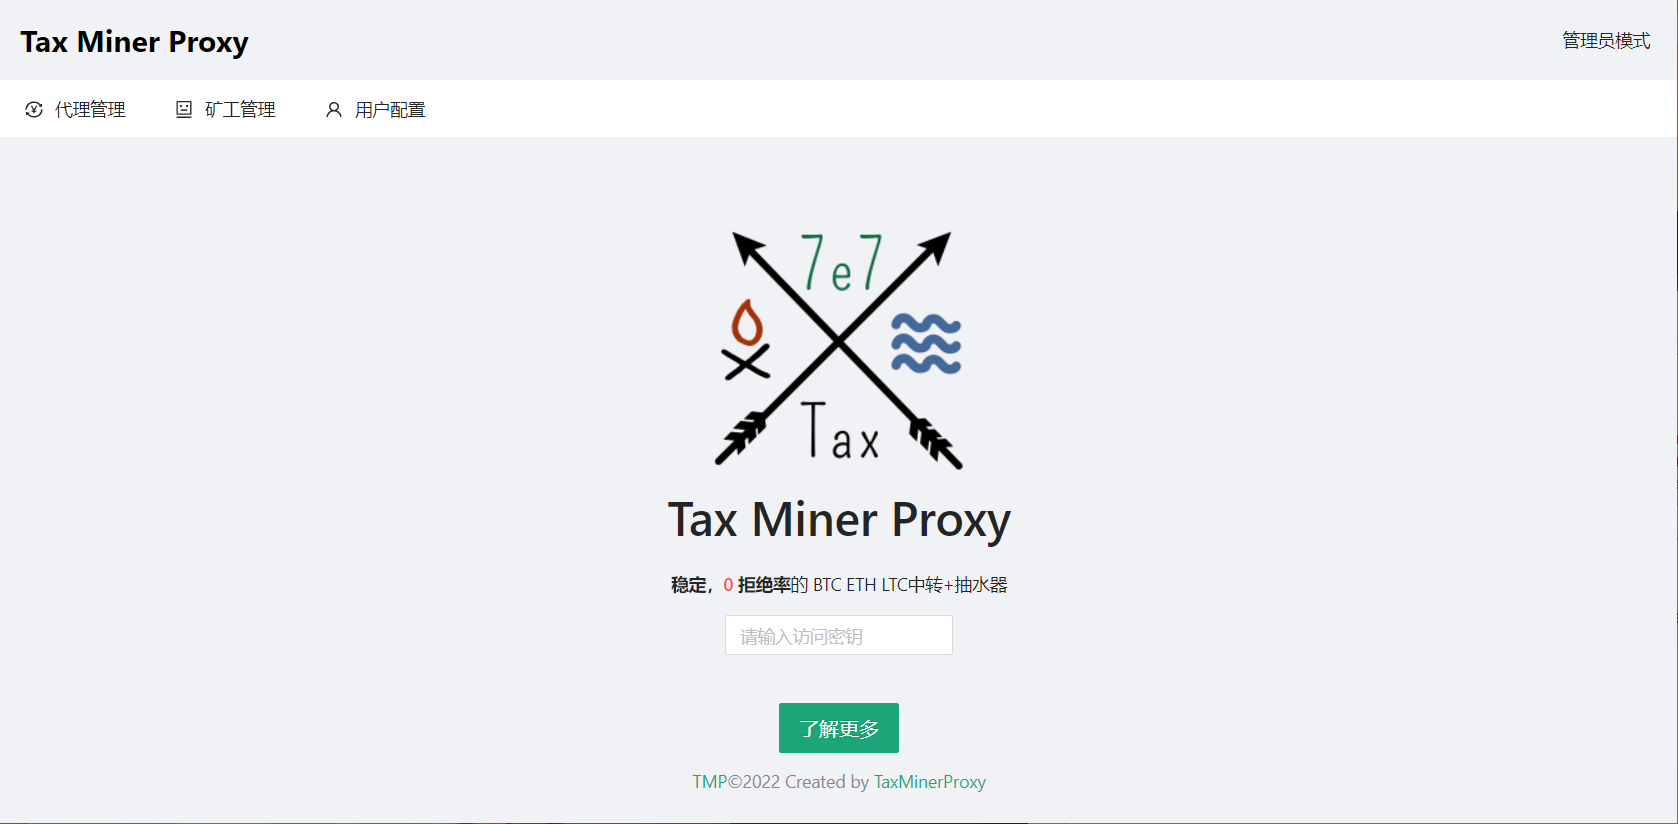 Tax Miner Proxy
管理员模式
代理管理 矿工管理 用户配置
7e7
Tax
Tax Miner Proxy
稳定，0 拒绝率的 BTC ETH LTC中转+抽水器
请输入访问密钥
了解更多
TMP©2022 Created by TaxMinerProxy